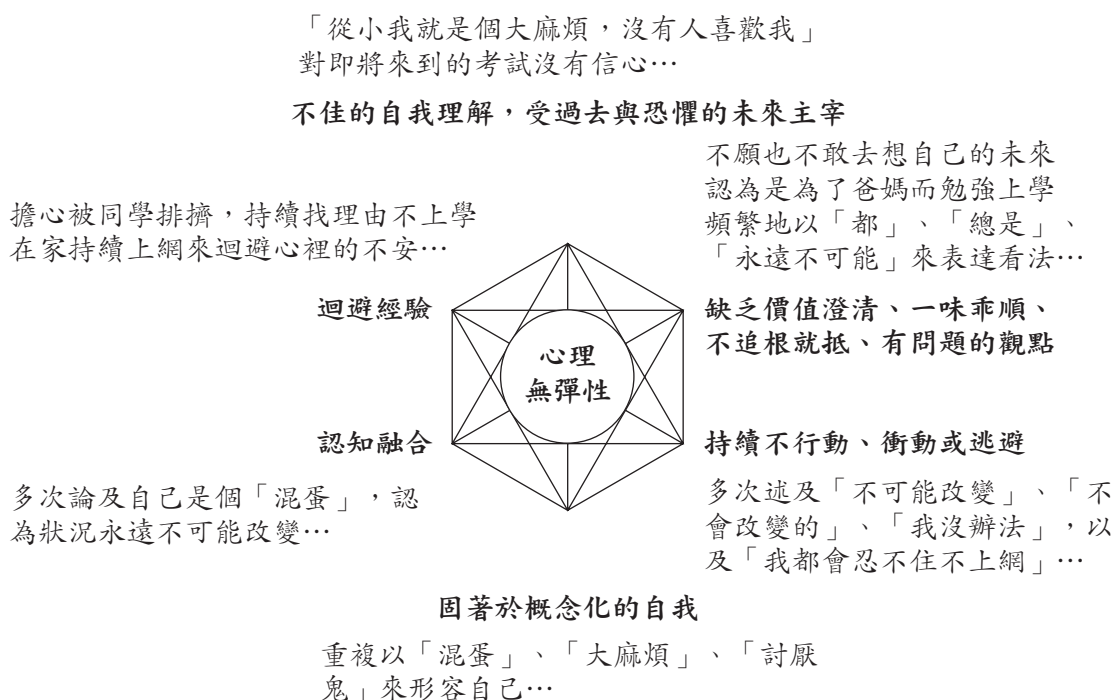 「從小我就是個大麻煩，沒有人喜歡我」
對即將來到的考試沒有信心…
不佳的自我理解，受過去與恐懼的未來主宰
不願也不敢去想自己的未來
認為是為了爸媽而勉強上學
頻繁地以「都」、「總是」、
「永遠不可能」來表達看法…
擔心被同學排擠，持續找理由不上學
在家持續上網來迴避心裡的不安…
迴避經驗
缺乏價值澄清、一味乖順、
不追根就抵、有問題的觀點
心理
無彈性
認知融合
持續不行動、衝動或逃避
多次論及自己是個「混蛋」，認
為狀況永遠不可能改變…
多次述及「不可能改變」、「不
會改變的」、「我沒辦法」，以
及「我都會忍不住不上網」…
固著於概念化的自我
重複以「混蛋」、「大麻煩」、「討厭
鬼」來形容自己…